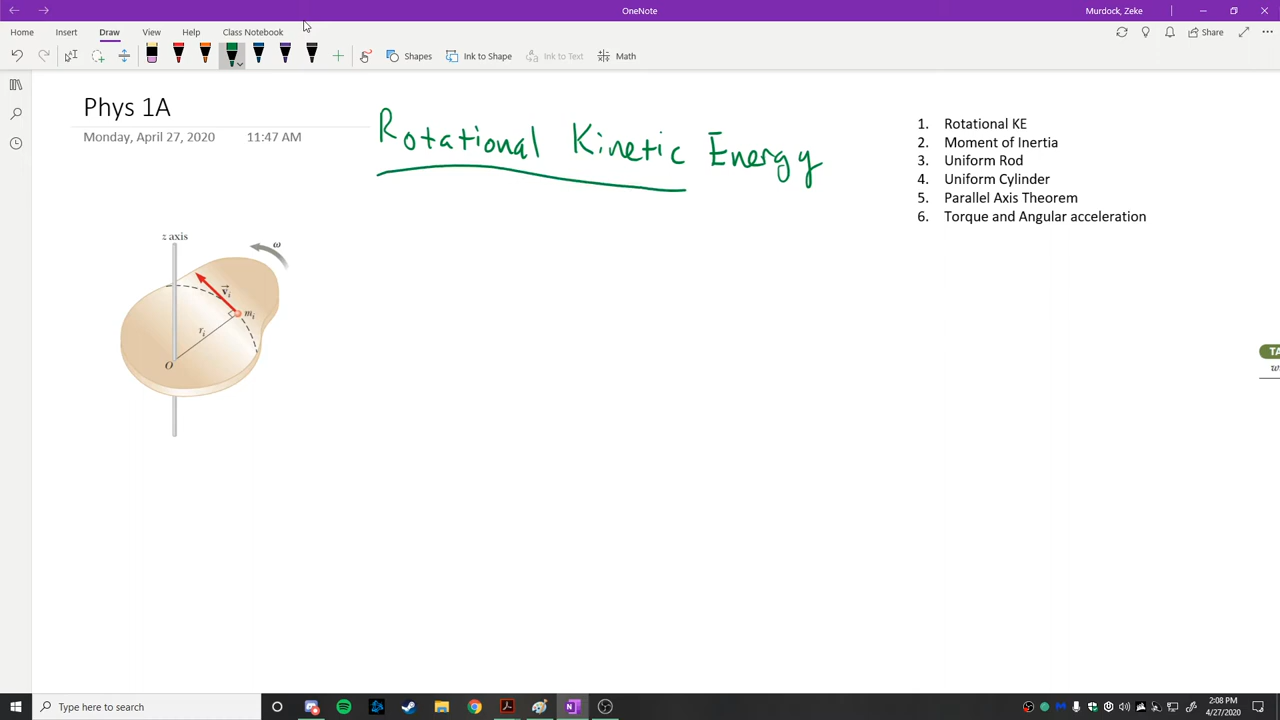 OneNote
Murdock, Zeke
Home Insert Draw View Help Class Notebook
Share
Shapes Ink to Shape Ink to Text Math
Phys 1A
Monday, April 27, 2020 11:47 AM
Rotational Kinetic Energy
1. Rotational KE
2. Moment of Inertia
3. Uniform Rod
4. Uniform Cylinder
5. Parallel Axis Theorem
6. Torque and Angular acceleration
z axis
ω
v⃗i
mi
ri
O
TA
Type here to search
2:08 PM
4/27/2020